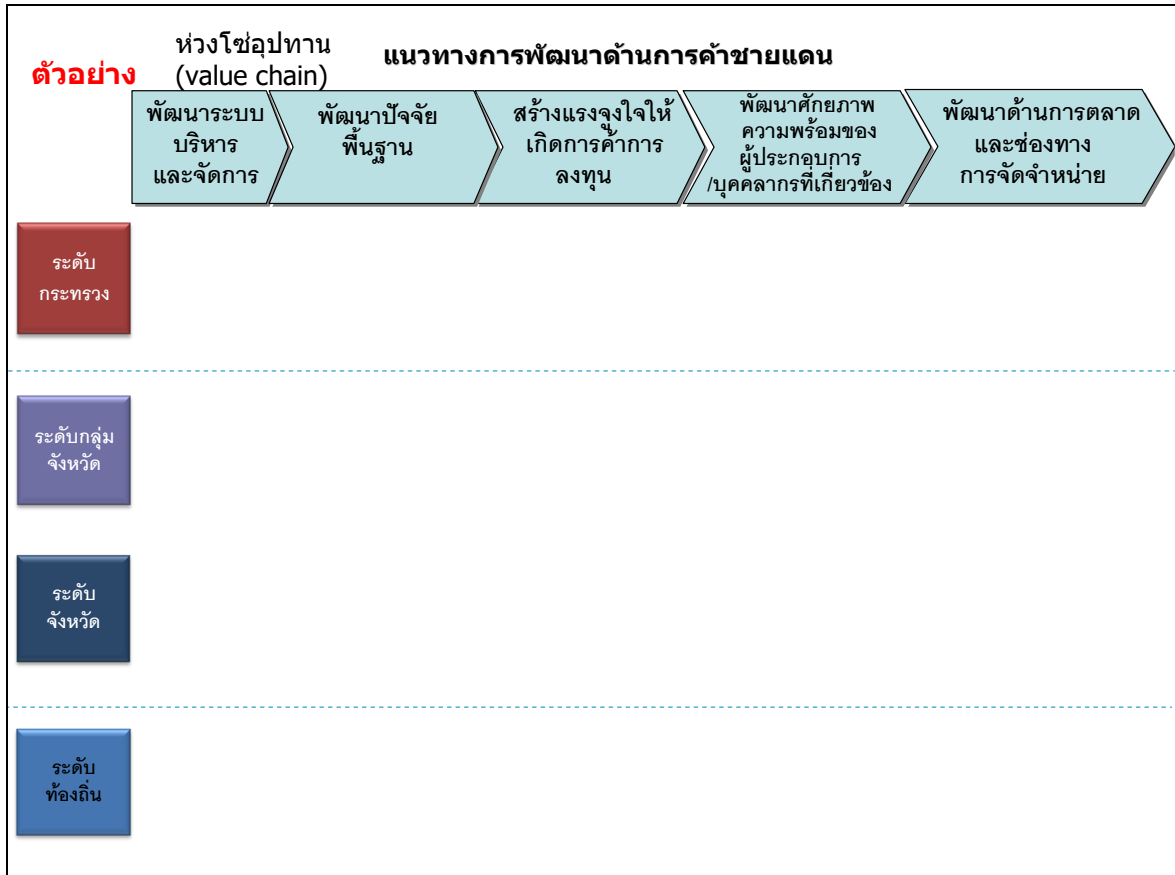 ตัวอย่าง
ห่วงโซ่อุปทาน
(value chain)
แนวทางการพัฒนาด้านการค้าชายแดน
พัฒนาระบบ
บริหาร
และจัดการ
พัฒนาปัจจัย
พื้นฐาน
สร้างแรงจูงใจให้
เกิดการค้าการ
ลงทุน
พัฒนาศักยภาพ
ความพร้อมของ
ผู้ประกอบการ
/บุคคลากรที่เกี่ยวข้อง
พัฒนาด้านการตลาด
และช่องทาง
การจัดจำหน่าย
ระดับ
กระทรวง
ระดับกลุ่ม
จังหวัด
ระดับ
จังหวัด
ระดับ
ท้องถิ่น